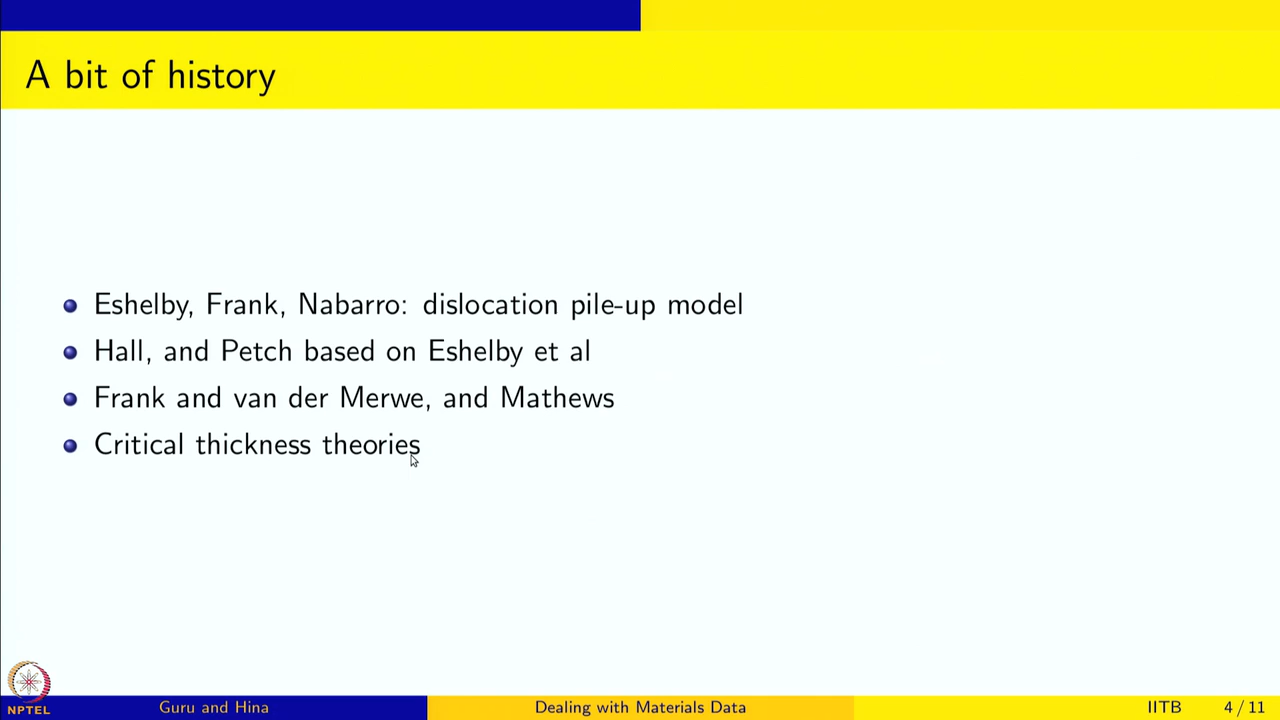 A bit of history
Eshelby, Frank, Nabarro: dislocation pile-up model
Hall, and Petch based on Eshelby et al
Frank and van der Merwe, and Mathews
Critical thickness theories
NPTEL
Guru and Hina
Dealing with Materials Data
IITB
4 / 11